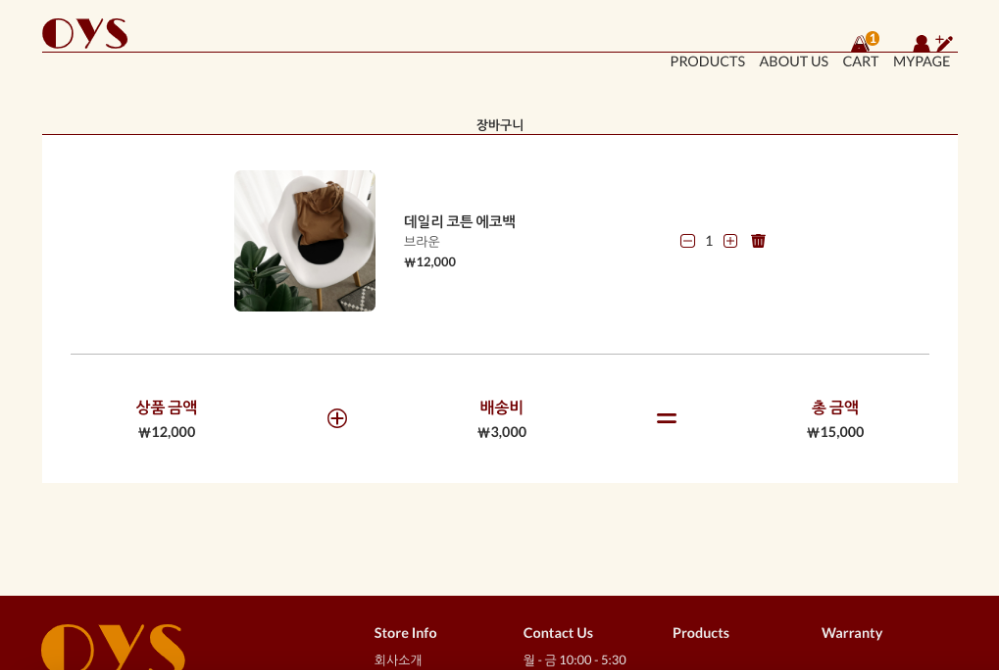 OYS
1
PRODUCTS ABOUT US CART MYPAGE
장바구니
데일리 코튼 에코백
브라운
₩12,000
1
상품 금액 배송비 총 금액
₩12,000 ₩3,000 ₩15,000
OYS
Store Info Contact Us Products Warranty
회사소개 월 - 금 10:00 - 5:30